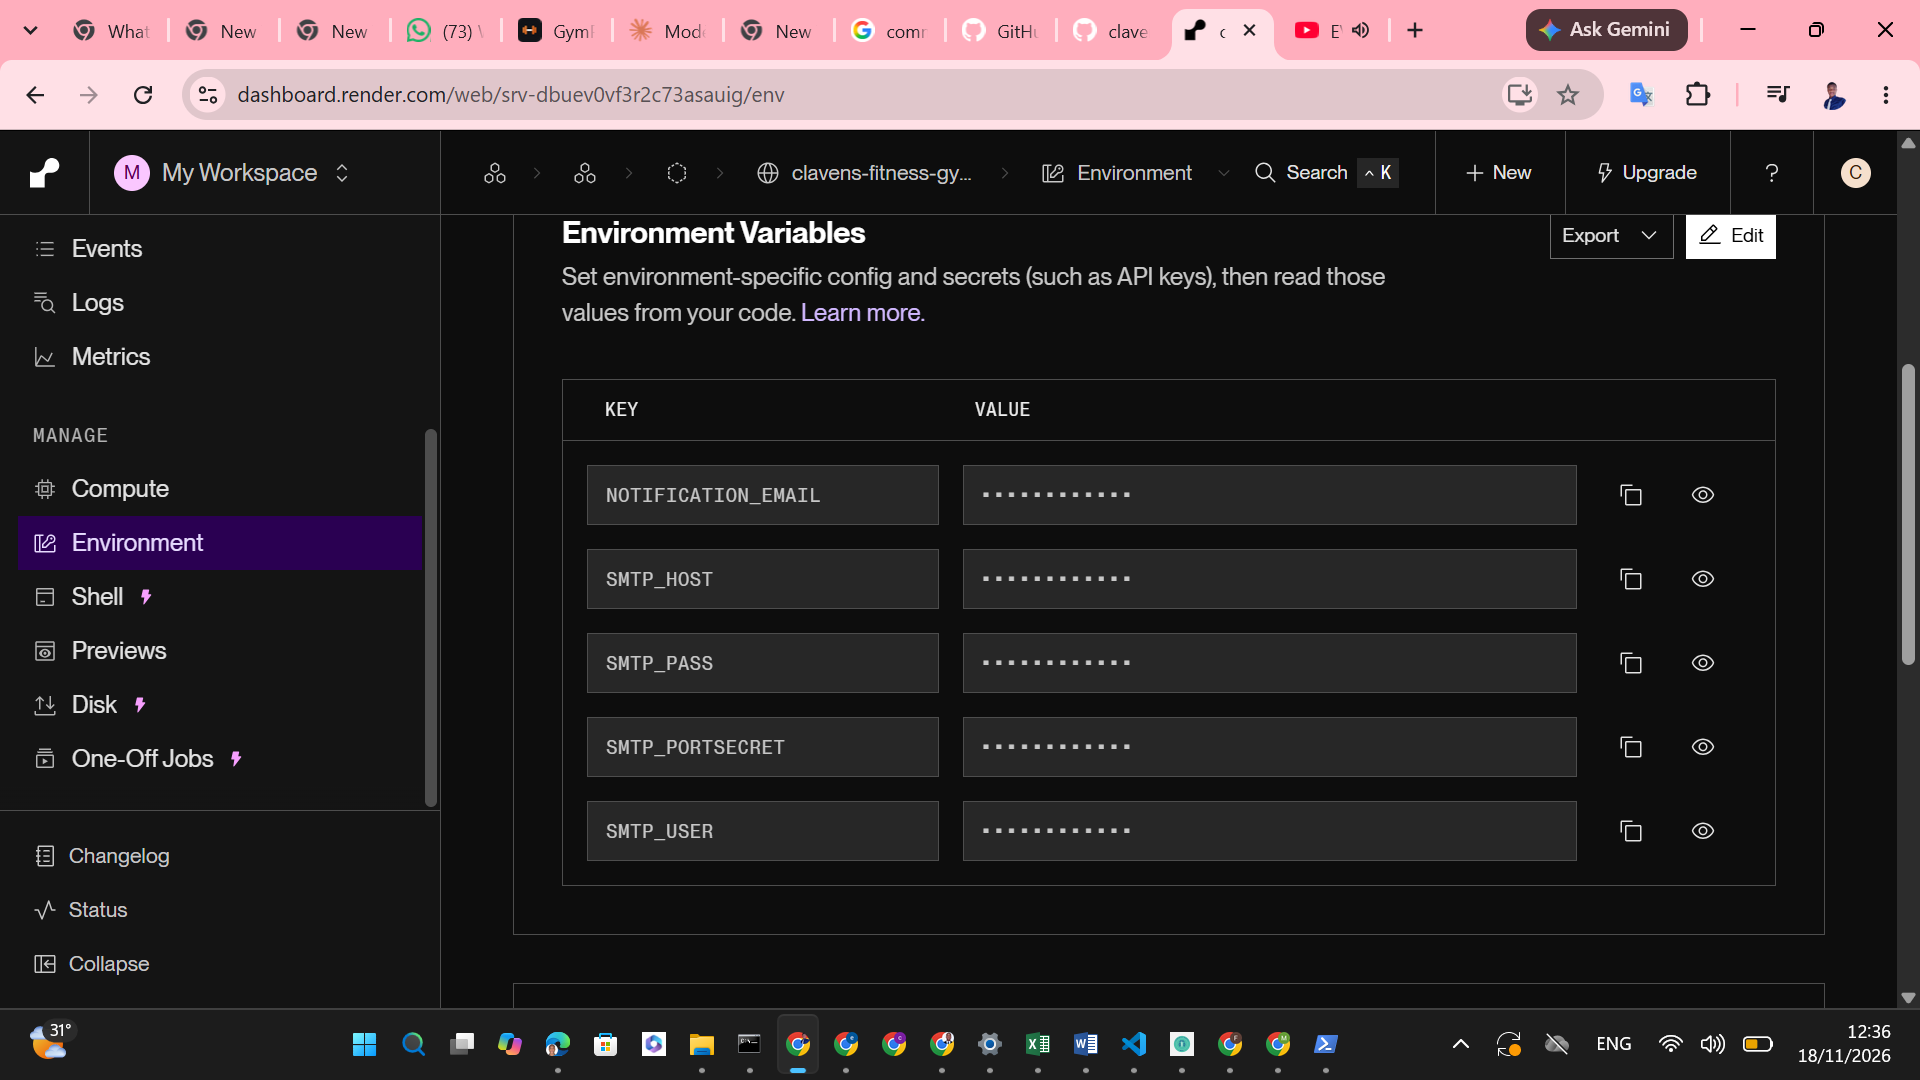 What
New
New
(73)
Gym
Mode
New
comm
GitHu
clave
c
Ask Gemini
dashboard.render.com/web/srv-dbuev0vf3r2c73asauig/env
M My Workspace
clavens-fitness-gy...
Environment
Search
K
+ New
Upgrade
?
C
Events
Logs
Metrics
MANAGE
Compute
Environment
Shell
Previews
Disk
One-Off Jobs
Changelog
Status
Collapse
Environment Variables
Export
Edit
Set environment-specific config and secrets (such as API keys), then read those
values from your code. Learn more.
KEY VALUE
NOTIFICATION_EMAIL ••••••••••••
SMTP_HOST ••••••••••••
SMTP_PASS ••••••••••••
SMTP_PORTSECRET ••••••••••••
SMTP_USER ••••••••••••
31°
ENG
12:36
18/11/2026